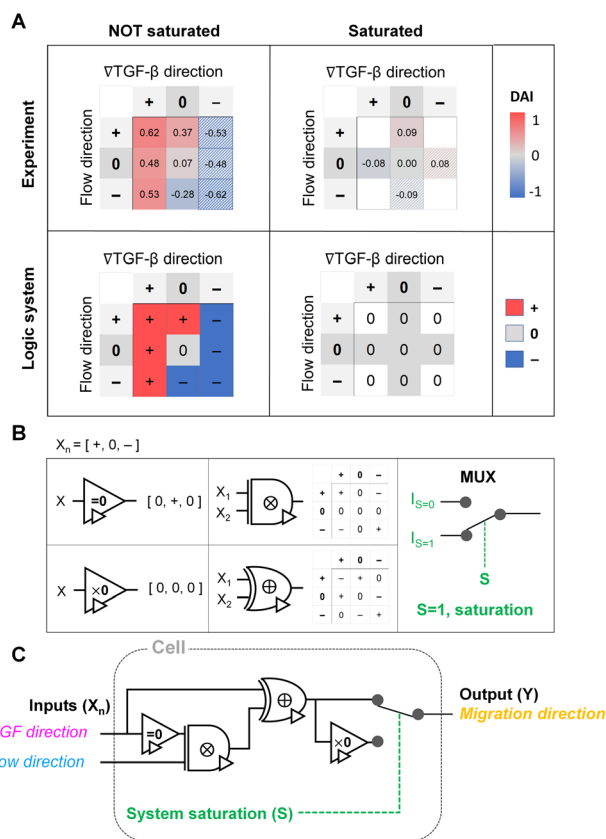 A
NOT saturated
Saturated
Experiment
∇TGF-β direction
+ 0 −
Flow direction
+ 0.62 0.37 -0.53
0 0.48 0.07 -0.48
− 0.53 -0.28 -0.62
∇TGF-β direction
+ 0 −
Flow direction
+ 0.09
0 -0.08 0.00 0.08
− -0.09
DAI
1
0
-1
Logic system
∇TGF-β direction
+ 0 −
Flow direction
+ + + −
0 + 0 −
− + − −
∇TGF-β direction
+ 0 −
Flow direction
+ 0 0 0
0 0 0 0
− 0 0 0
+
0
−
B
Xn = [ +, 0, − ]
X =0 [ 0, +, 0 ]
X1
X2
⊗
+ 0 −
+ + 0 −
0 0 0 0
− − 0 +
X ×0 [ 0, 0, 0 ]
X1
X2
⊕
+ 0 −
+ − + 0
0 + 0 −
− 0 − +
MUX
IS=0
IS=1
S
S=1, saturation
C
Cell
Inputs (Xn)
TGF direction
ow direction
=0
⊗
⊕
×0
Output (Y)
Migration direction
System saturation (S)